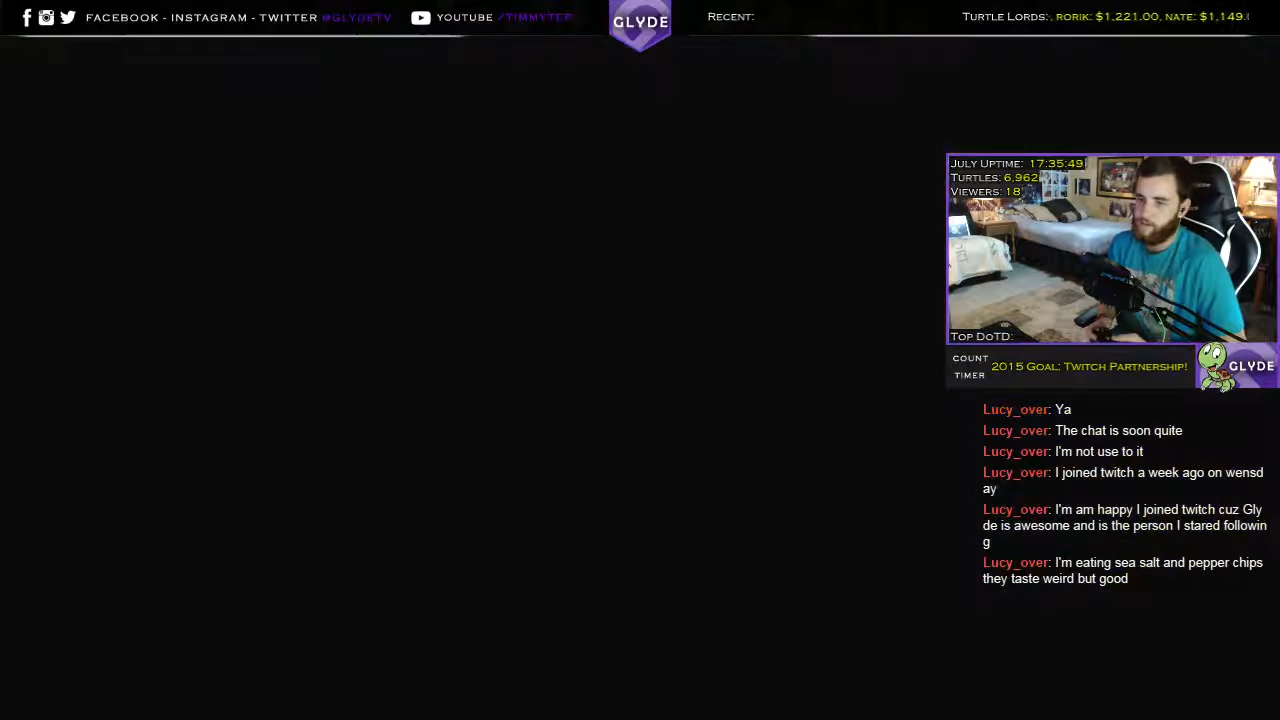 FACEBOOK - INSTAGRAM - TWITTER @GLYDETV
YOUTUBE /TIMMYTEF
GLYDE
RECENT:
TURTLE LORDS: , RORIK: $1,221.00, NATE: $1,149.
JULY UPTIME: 17:35:49
TURTLES: 6,962
VIEWERS: 18
TOP DOTD:
COUNT
TIMER
2015 GOAL: TWITCH PARTNERSHIP!
GLYDE
Lucy_over: Ya
Lucy_over: The chat is soon quite
Lucy_over: I'm not use to it
Lucy_over: I joined twitch a week ago on wensd
ay
Lucy_over: I'm am happy I joined twitch cuz Gly
de is awesome and is the person I stared followin
g
Lucy_over: I'm eating sea salt and pepper chips
they taste weird but good